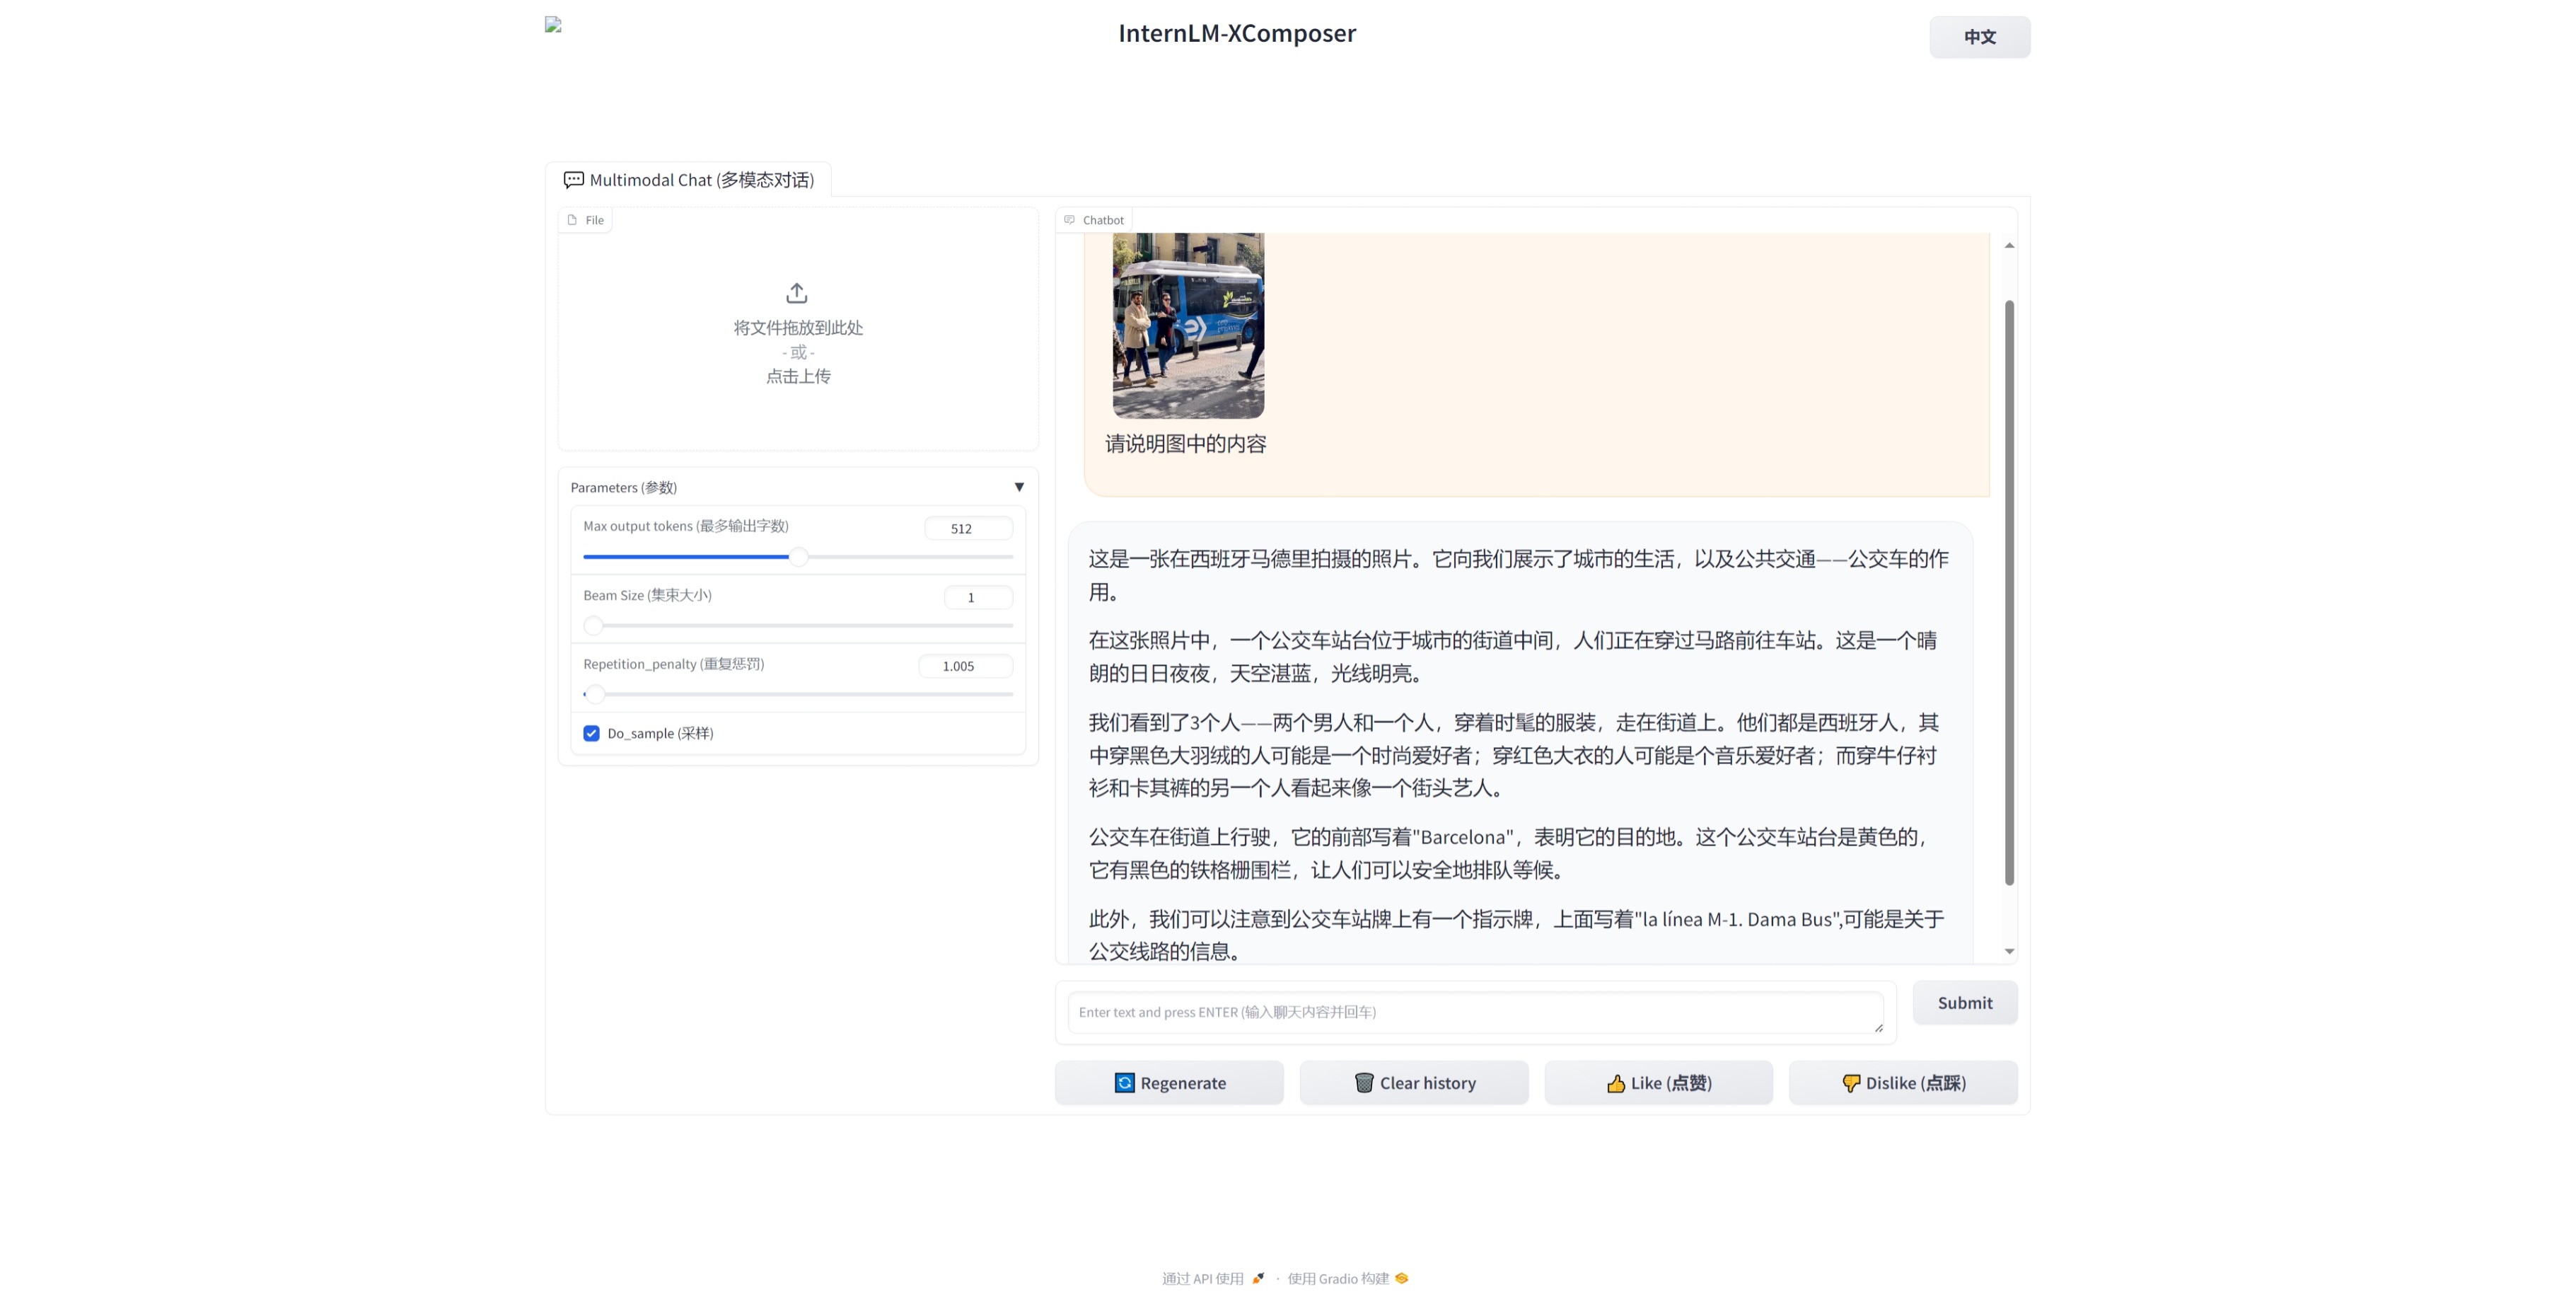 InternLM-XComposer
中文
Multimodal Chat (多模态对话)
File
将文件拖放到此处
- 或 -
点击上传
Parameters (参数)
Max output tokens (最多输出字数)
512
Beam Size (集束大小)
1
Repetition_penalty (重复惩罚)
1.005
Do_sample (采样)
Chatbot
请说明图中的内容
这是一张在西班牙马德里拍摄的照片。它向我们展示了城市的生活，以及公共交通——公交车的作
用。
在这张照片中，一个公交车站台位于城市的街道中间，人们正在穿过马路前往车站。这是一个晴
朗的日日夜夜，天空湛蓝，光线明亮。
我们看到了3个人——两个男人和一个人，穿着时髦的服装，走在街道上。他们都是西班牙人，其
中穿黑色大羽绒的人可能是一个时尚爱好者；穿红色大衣的人可能是个音乐爱好者；而穿牛仔衬
衫和卡其裤的另一个人看起来像一个街头艺人。
公交车在街道上行驶，它的前部写着"Barcelona"，表明它的目的地。这个公交车站台是黄色的，
它有黑色的铁格栅围栏，让人们可以安全地排队等候。
此外，我们可以注意到公交车站牌上有一个指示牌，上面写着"la línea M-1. Dama Bus",可能是关于
公交线路的信息。
Enter text and press ENTER (输入聊天内容并回车)
Submit
Regenerate
Clear history
Like (点赞)
Dislike (点踩)
通过 API 使用 · 使用 Gradio 构建